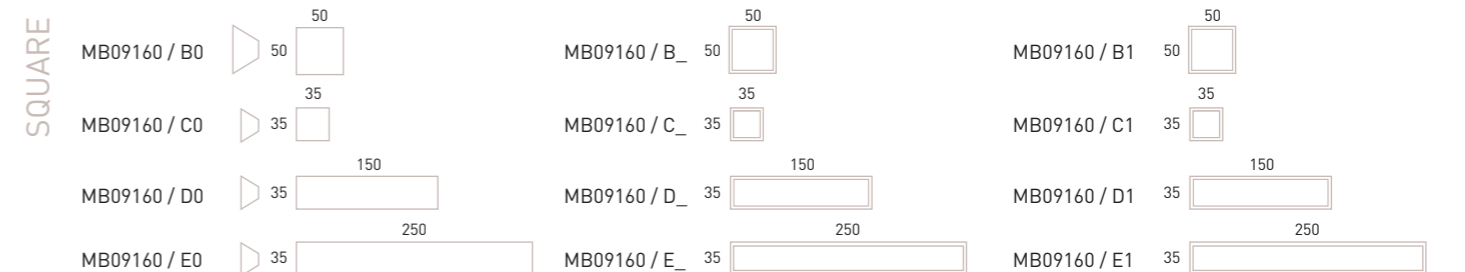 SQUARE
50 50 50
MB09160 / B0 50 MB09160 / B_ 50 MB09160 / B1 50
35 35 35
MB09160 / C0 35 MB09160 / C_ 35 MB09160 / C1 35
150 150 150
MB09160 / D0 35 MB09160 / D_ 35 MB09160 / D1 35
250 250 250
MB09160 / E0 35 MB09160 / E_ 35 MB09160 / E1 35